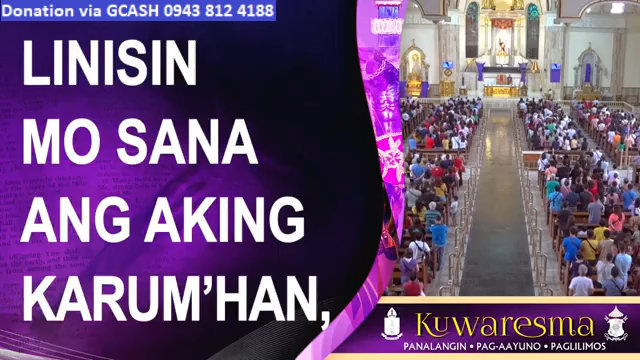 Donation via GCASH 0943 812 4188
LINISIN
MO SANA
ANG AKING
KARUM'HAN,
Kuwaresma
PANALANGIN • PAG-AAYUNO • PAGLILIMOS